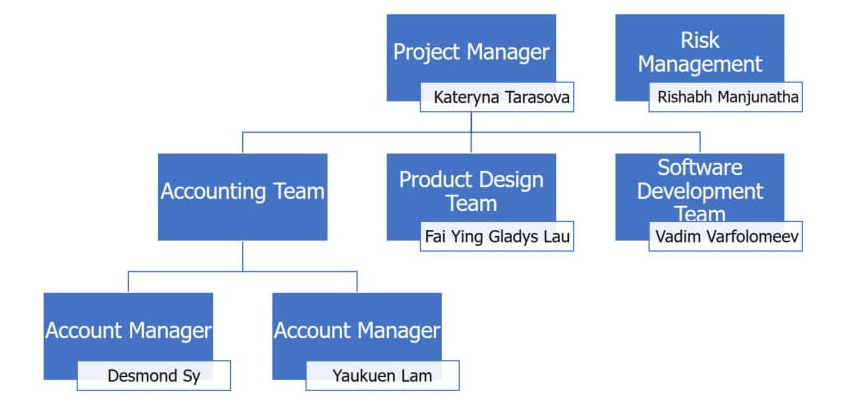 Project Manager
Kateryna Tarasova
Risk
Management
Rishabh Manjunatha
Accounting Team
Product Design
Team
Fai Ying Gladys Lau
Software
Development
Team
Vadim Varfolomeev
Account Manager
Desmond Sy
Account Manager
Yaukuen Lam